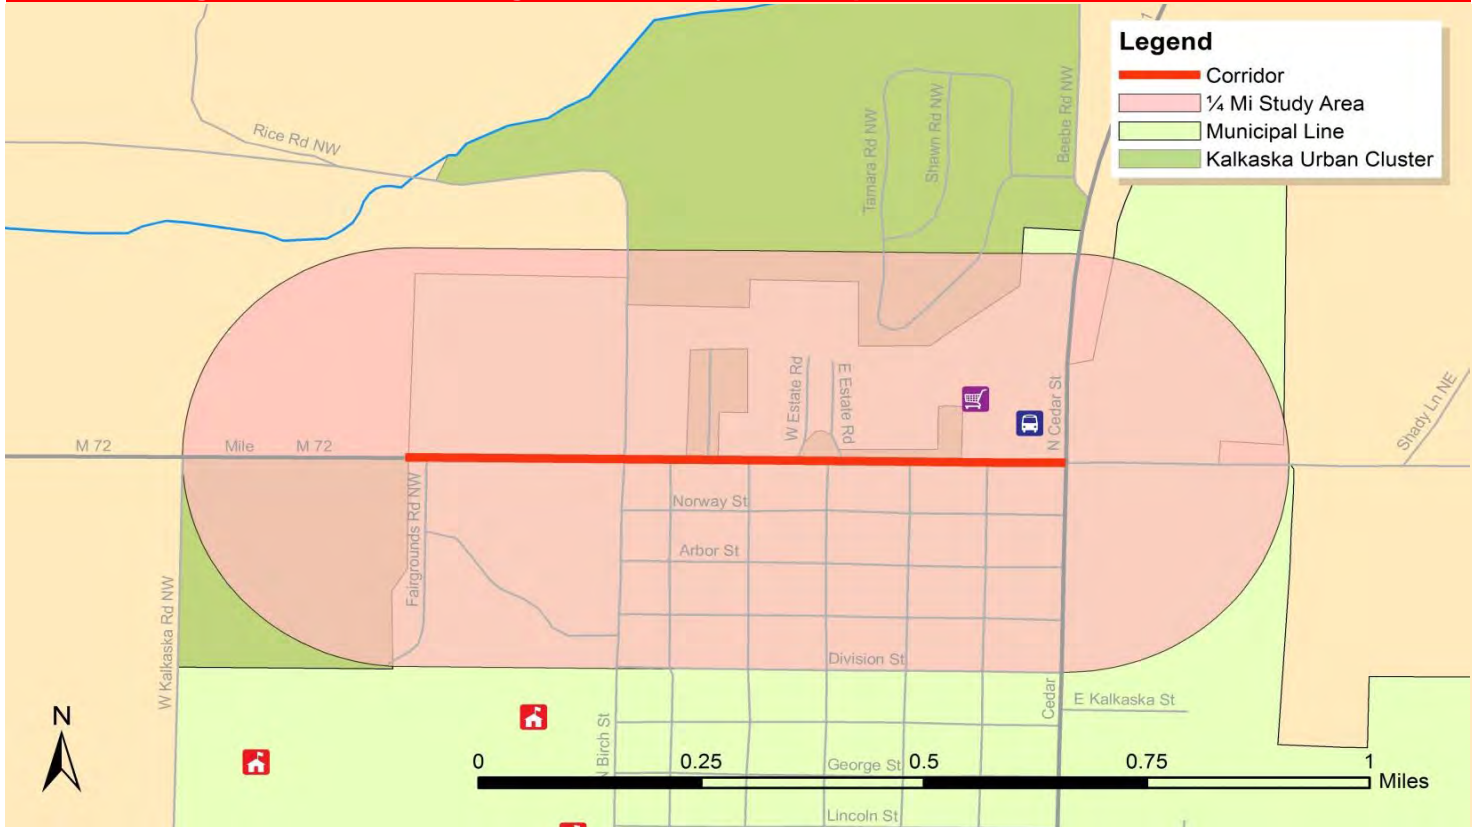 Legend
Corridor
¼ Mi Study Area
Municipal Line
Kalkaska Urban Cluster
Rice Rd NW
Tamara Rd NW
Shawn Rd NW
Beebe Rd NW
1
W Estate Rd
E Estate Rd
N Cedar St
Shady Ln NE
M 72
Mile
M 72
Fairgrounds Rd NW
Norway St
Arbor St
W Kalkaska Rd NW
Division St
Cedar
E Kalkaska St
N Birch St
George St
Lincoln St
N
0 0.25 0.5 0.75 1
Miles